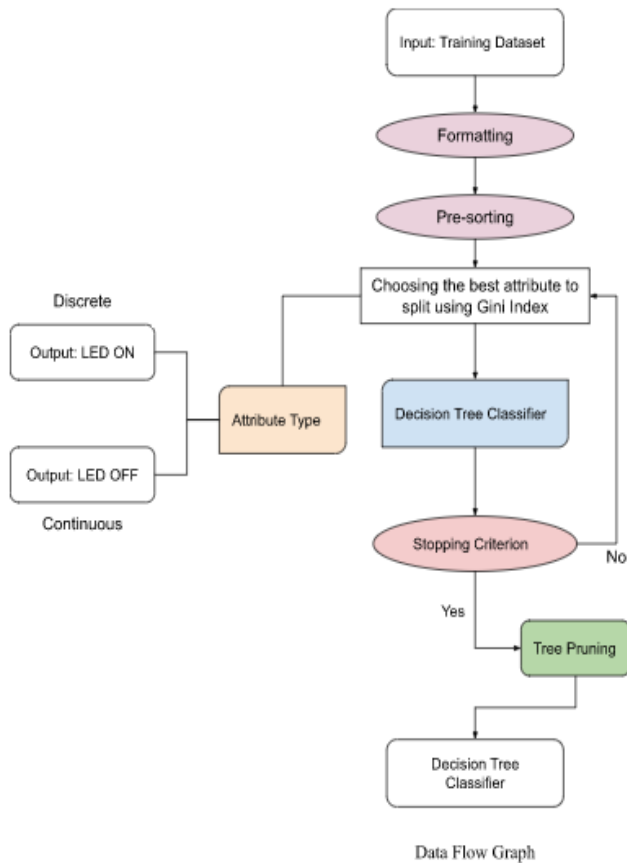 Input: Training Dataset
Formatting
Pre-sorting
Choosing the best attribute to
split using Gini Index
Discrete
Output: LED ON
Attribute Type
Decision Tree Classifier
Output: LED OFF
Continuous
Stopping Criterion
No
Yes
Tree Pruning
Decision Tree
Classifier
Data Flow Graph